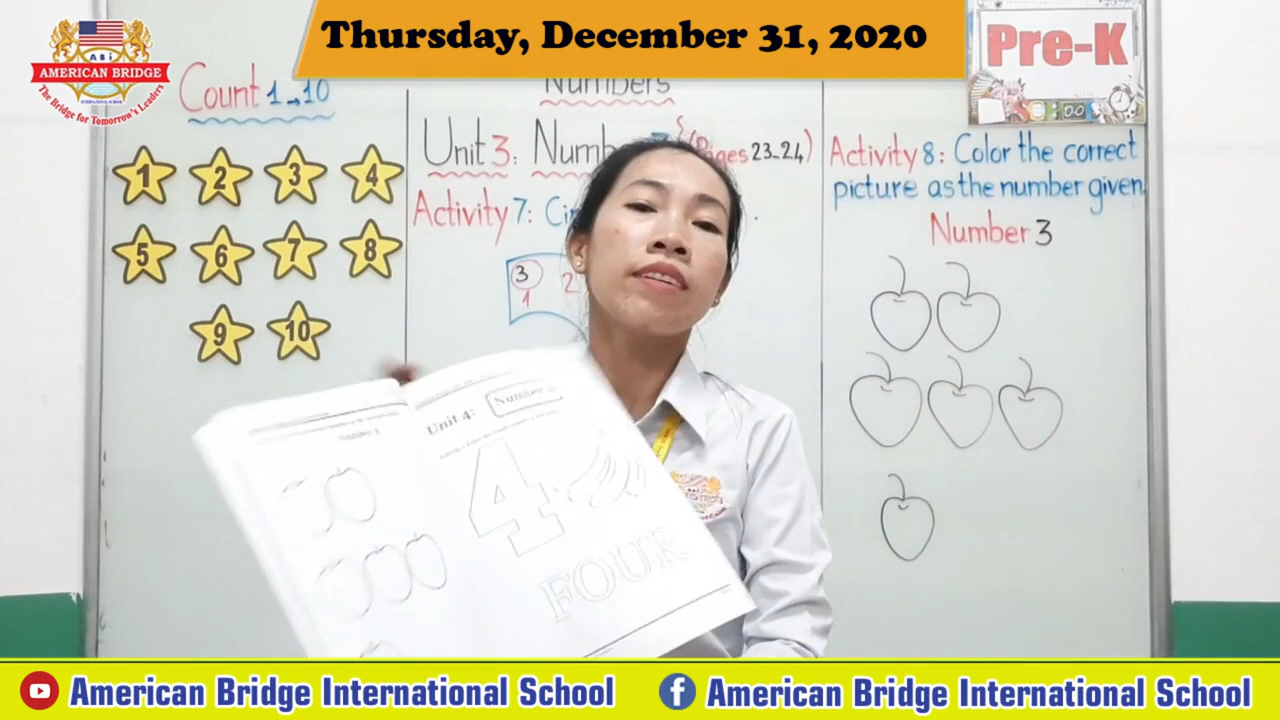 Thursday, December 31, 2020
Pre-K
ABi
AMERICAN BRIDGE
INTERNATIONAL SCHOOL
The Bridge for Tomorrow's Leaders
Count 1→10
1 2 3 4
5 6 7 8
9 10
Numbers
Unit 3:
(Pages 23-24)
Activity 7:
3
1 2
Activity 8: Color the correct
picture as the number given
Number 3
Unit 4:
Number
4
FOUR
American Bridge International School
American Bridge International School